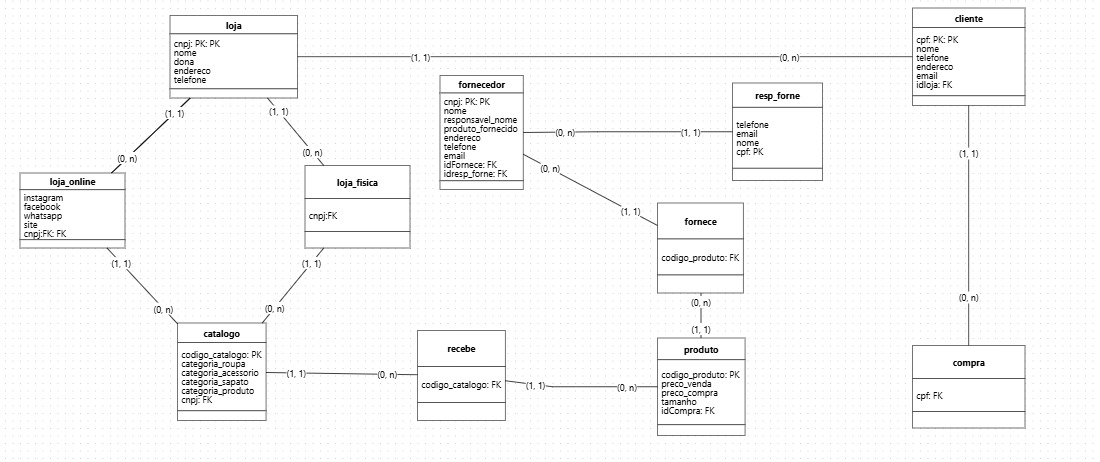 loja
cnpj: PK: PK
nome
dona
endereco
telefone
cliente
cpf: PK: PK
nome
telefone
endereco
email
idloja: FK
(1, 1)
(0, n)
fornecedor
cnpj: PK: PK
nome
responsavel_nome
produto_fornecido
endereco
telefone
email
idFornece: FK
idresp_forne: FK
resp_forne
telefone
email
nome
cpf: PK
(1, 1)
(1, 1)
(0, n)
(1, 1)
(0, n)
(0, n)
(1, 1)
(0, n)
loja_online
instagram
facebook
whatsapp
site
cnpj:FK: FK
loja_fisica
cnpj:FK
(0, n)
(1, 1)
fornece
codigo_produto: FK
(1, 1)
(1, 1)
(0, n)
(0, n)
(0, n)
(0, n)
(1, 1)
catalogo
codigo_catalogo: PK
categoria_roupa
categoria_acessorio
categoria_sapato
categoria_produto
cnpj: FK
(1, 1)
(0, n)
recebe
codigo_catalogo: FK
(1, 1)
(0, n)
produto
codigo_produto: PK
preco_venda
preco_compra
tamanho
idCompra: FK
compra
cpf: FK